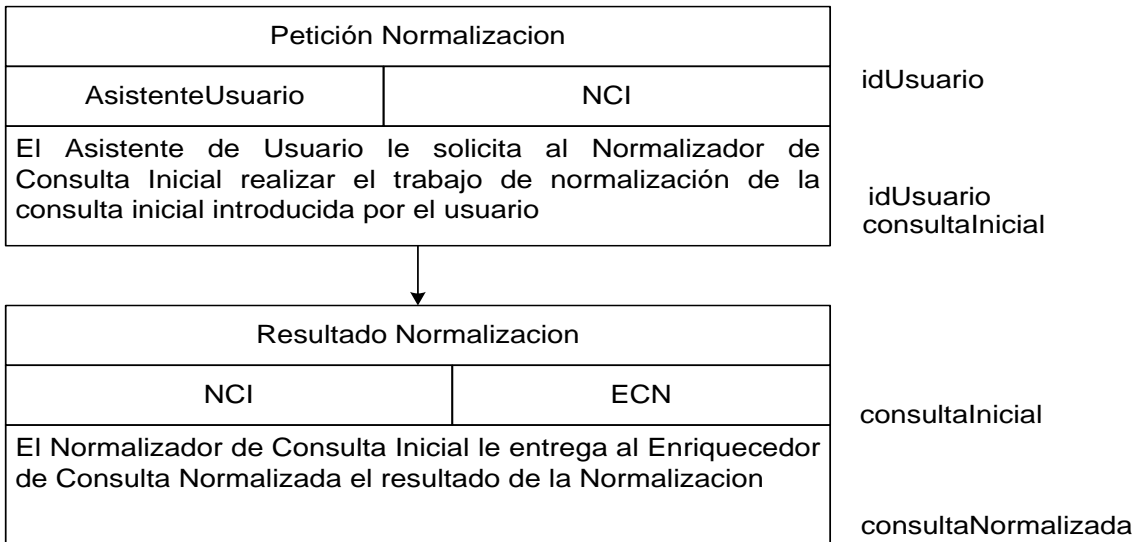 Petición Normalizacion
AsistenteUsuario NCI
idUsuario
El Asistente de Usuario le solicita al Normalizador de
Consulta Inicial realizar el trabajo de normalización de la
consulta inicial introducida por el usuario
idUsuario
consultaInicial
Resultado Normalizacion
NCI ECN
consultaInicial
El Normalizador de Consulta Inicial le entrega al Enriquecedor
de Consulta Normalizada el resultado de la Normalizacion
consultaNormalizada